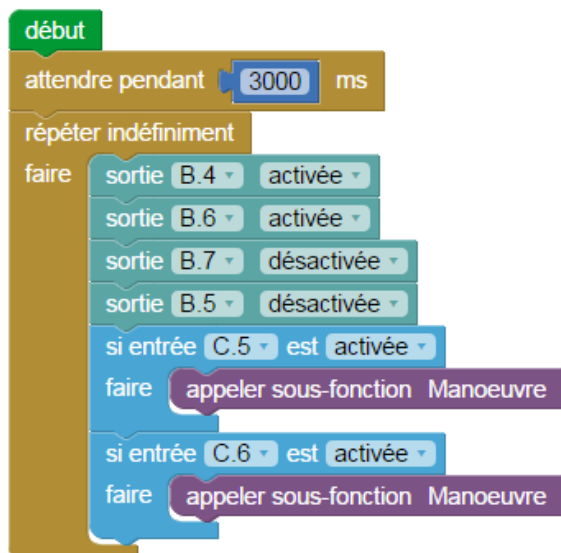 début
attendre pendant 3000 ms
répéter indéfiniment
faire sortie B.4 activée
sortie B.6 activée
sortie B.7 désactivée
sortie B.5 désactivée
si entrée C.5 est activée
faire appeler sous-fonction Manoeuvre
si entrée C.6 est activée
faire appeler sous-fonction Manoeuvre